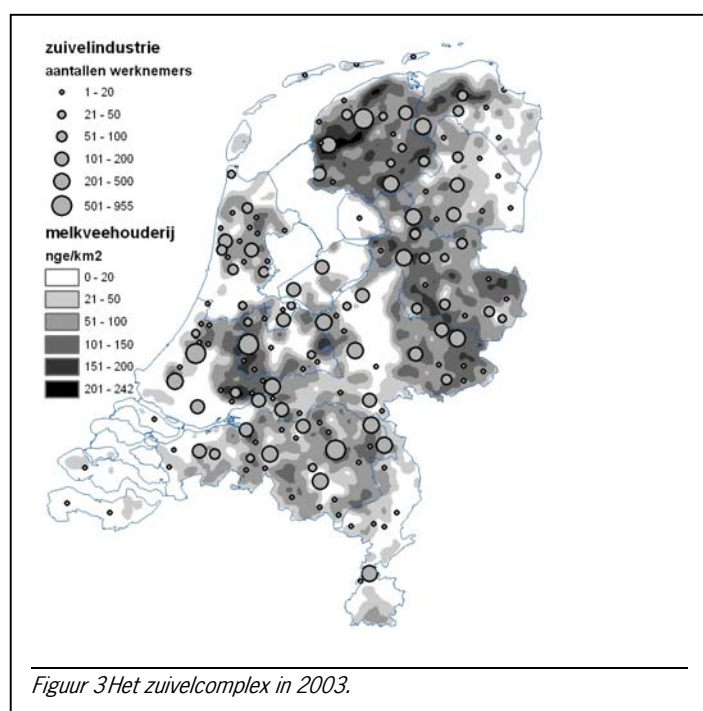 zuivelindustrie
aantallen werknemers
1 - 20
21 - 50
51 - 100
101 - 200
201 - 500
501 - 955
melkveehouderij
nge/km2
0 - 20
21 - 50
51 - 100
101 - 150
151 - 200
201 - 242
Figuur 3 Het zuivelcomplex in 2003.